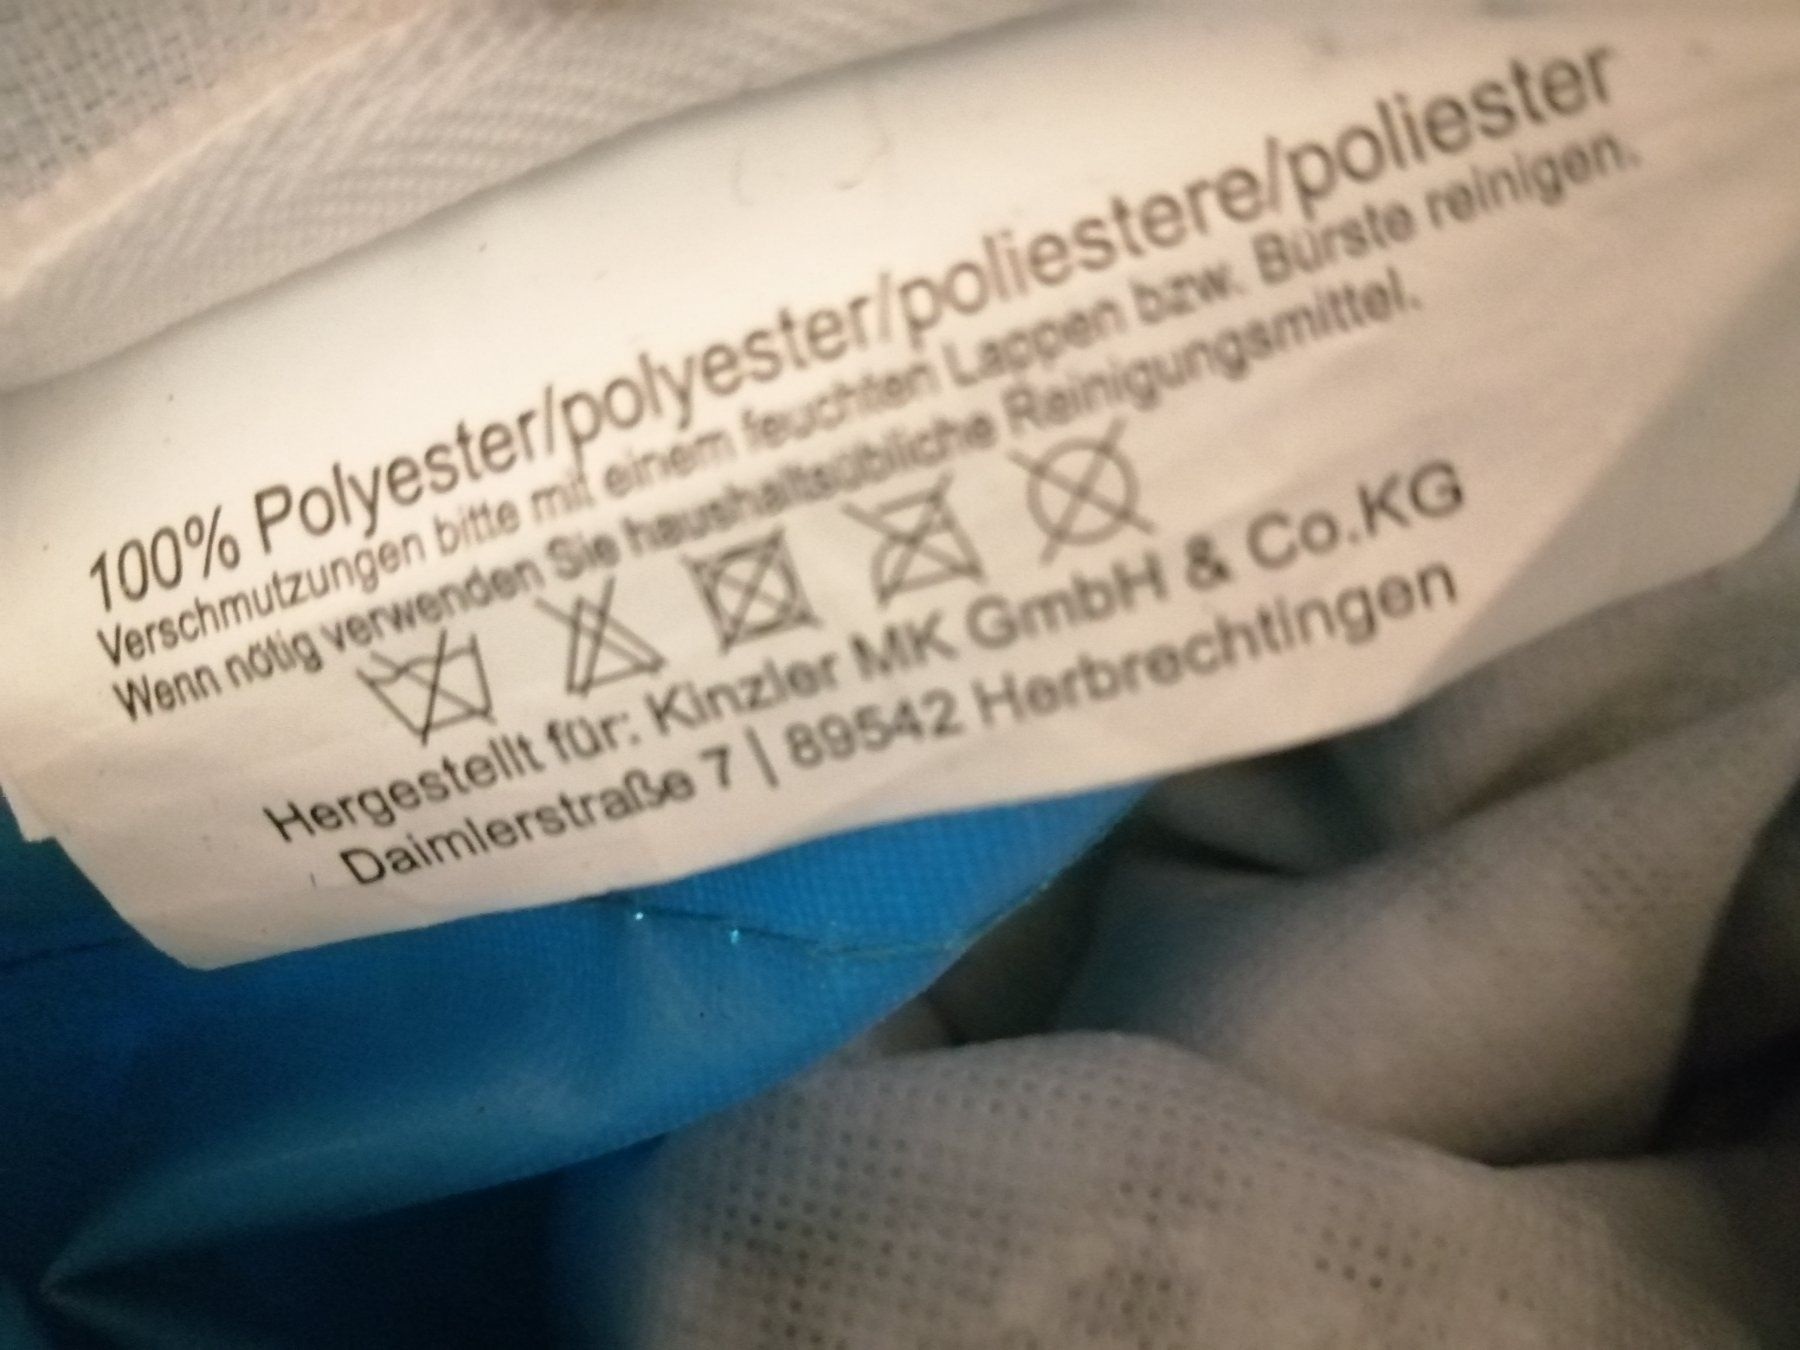 100% Polyester/polyester/poliestere/poliester
Verschmutzungen bitte mit einem feuchten Lappen bzw. Bürste reinigen.
Wenn nötig verwenden Sie haushaltsübliche Reinigungsmittel.
Hergestellt für: Kinzler MK GmbH & Co.KG
Daimlerstraße 7 | 89542 Herbrechtingen